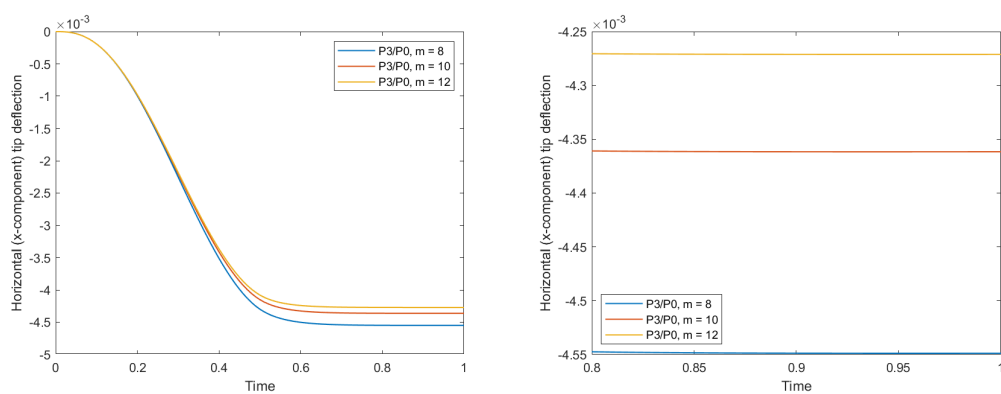 ×10-3
0
-0.5
-1
-1.5
-2
-2.5
-3
-3.5
-4
-4.5
-5
Horizontal (x-component) tip deflection
P3/P0, m = 8
P3/P0, m = 10
P3/P0, m = 12
0 0.2 0.4 0.6 0.8 1
Time
×10-3
-4.25
-4.3
-4.35
-4.4
-4.45
-4.5
-4.55
Horizontal (x-component) tip deflection
P3/P0, m = 8
P3/P0, m = 10
P3/P0, m = 12
0.8 0.85 0.9 0.95 1
Time